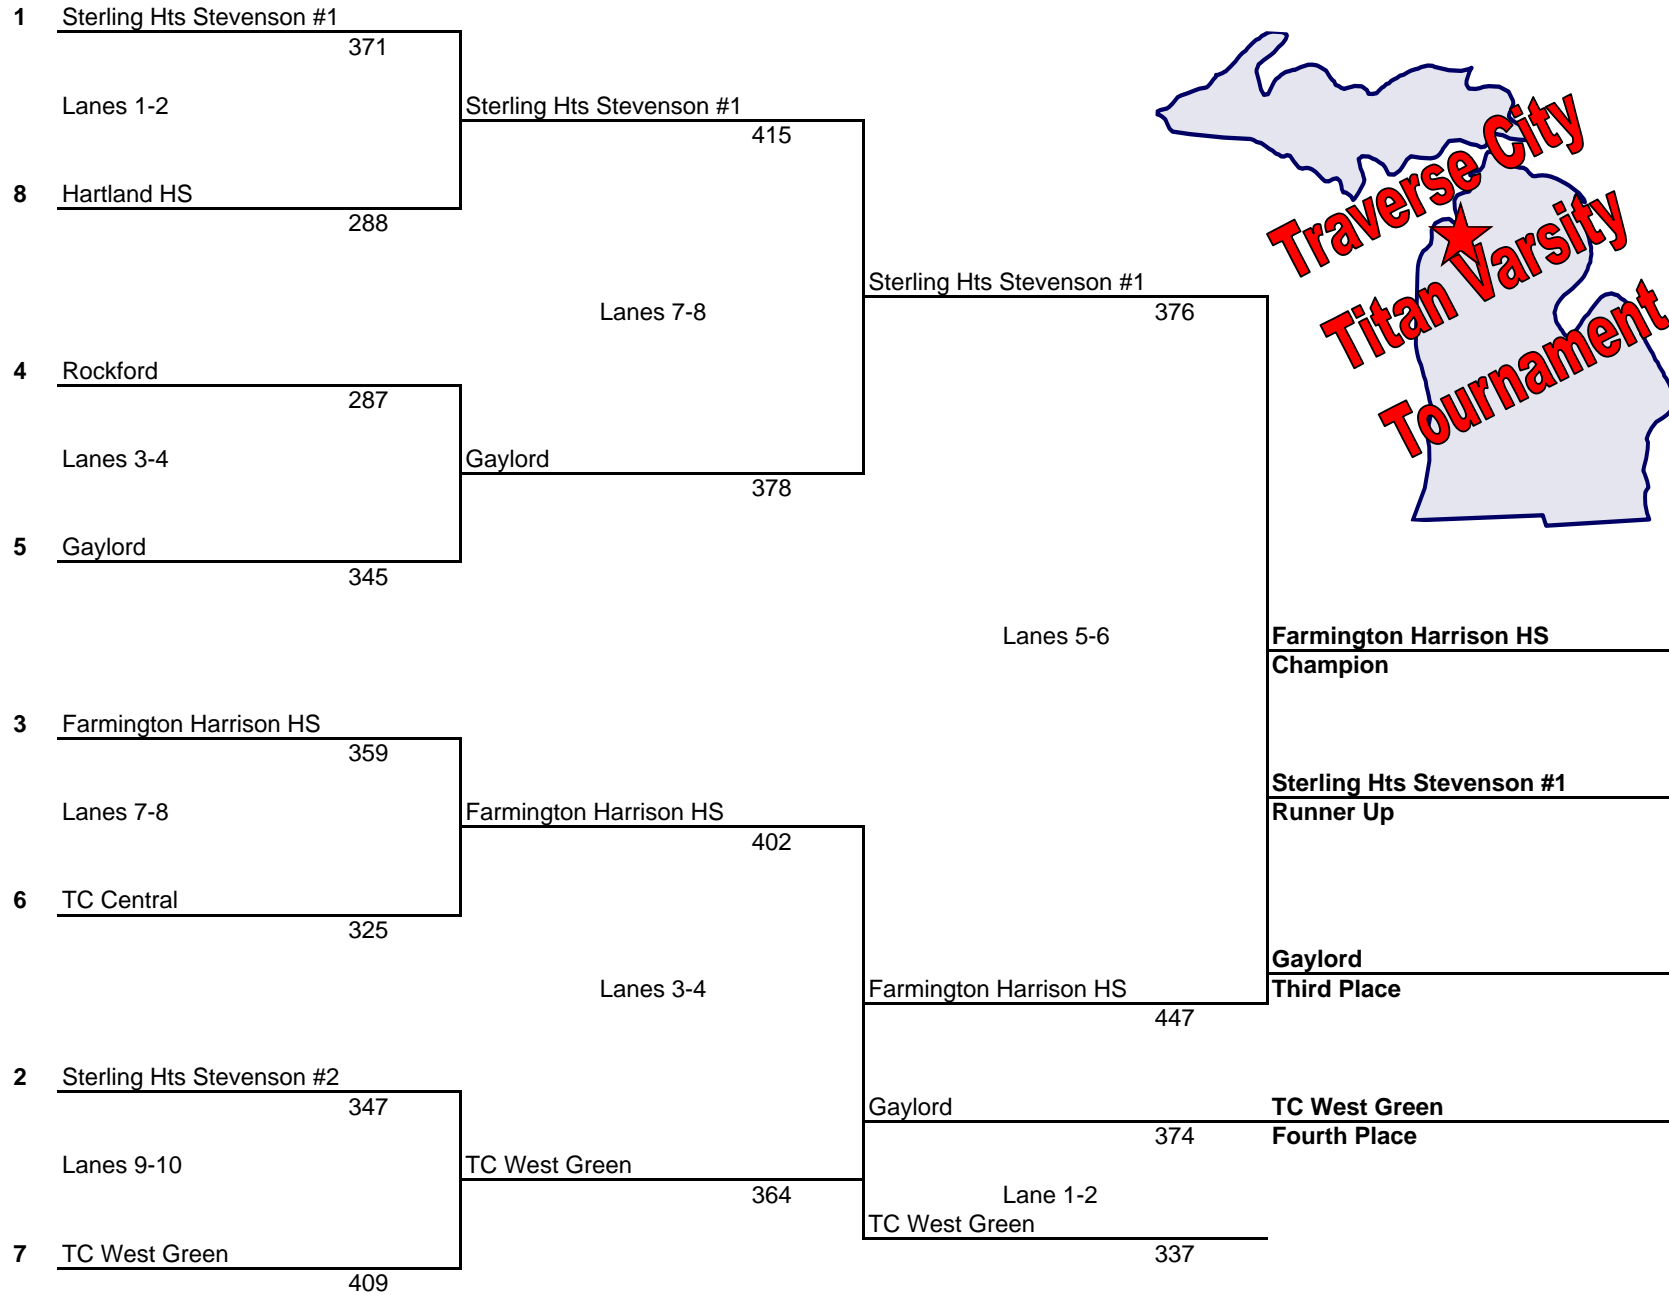 1 Sterling Hts Stevenson #1
371
Lanes 1-2
Sterling Hts Stevenson #1
415
8 Hartland HS
288
Sterling Hts Stevenson #1
376
Lanes 7-8
4 Rockford
287
Lanes 3-4
Gaylord
378
5 Gaylord
345
Lanes 5-6
Farmington Harrison HS
Champion
3 Farmington Harrison HS
359
Lanes 7-8
Farmington Harrison HS
402
Sterling Hts Stevenson #1
Runner Up
6 TC Central
325
Lanes 3-4
Farmington Harrison HS
447
Gaylord
Third Place
2 Sterling Hts Stevenson #2
347
Lanes 9-10
TC West Green
364
Gaylord
374
TC West Green
Fourth Place
Lane 1-2
TC West Green
337
7 TC West Green
409
Traverse City
Titan Varsity
Tournament